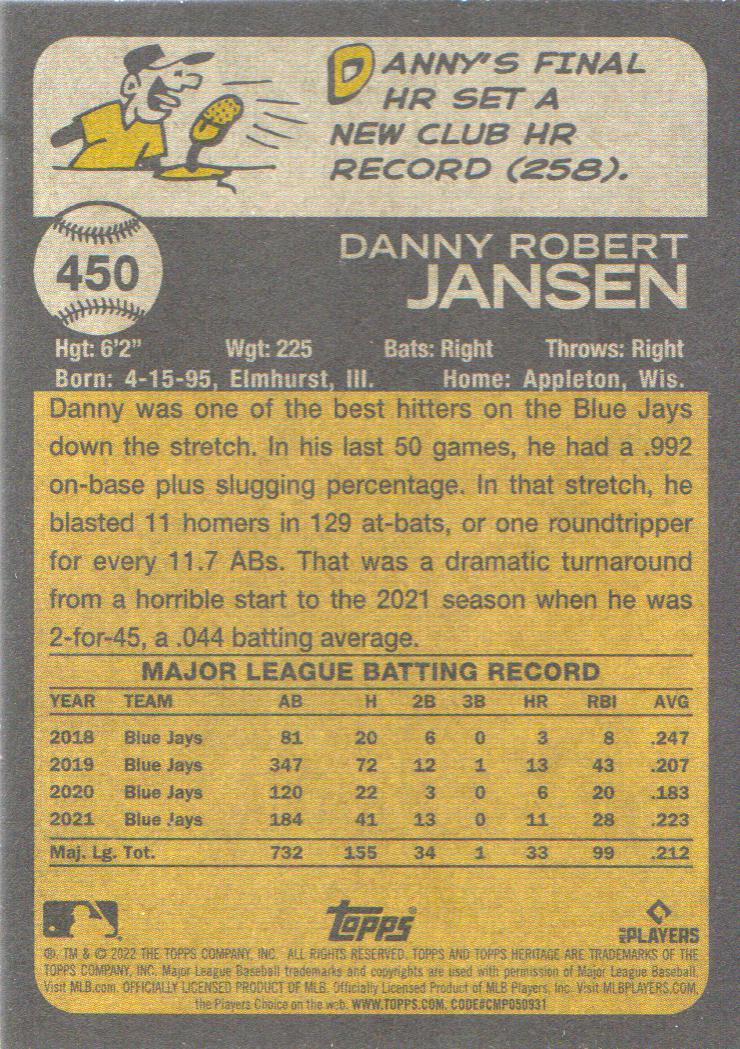 DANNY'S FINAL
HR SET A
NEW CLUB HR
RECORD (258).
450
DANNY ROBERT
JANSEN
Hgt: 6'2" Wgt: 225 Bats: Right Throws: Right
Born: 4-15-95, Elmhurst, Ill. Home: Appleton, Wis.
Danny was one of the best hitters on the Blue Jays
down the stretch. In his last 50 games, he had a .992
on-base plus slugging percentage. In that stretch, he
blasted 11 homers in 129 at-bats, or one roundtripper
for every 11.7 ABs. That was a dramatic turnaround
from a horrible start to the 2021 season when he was
2-for-45, a .044 batting average.
MAJOR LEAGUE BATTING RECORD
YEAR TEAM AB H 2B 3B HR RBI AVG
2018 Blue Jays 81 20 6 0 3 8 .247
2019 Blue Jays 347 72 12 1 13 43 .207
2020 Blue Jays 120 22 3 0 6 20 .183
2021 Blue Jays 184 41 13 0 11 28 .223
Maj. Lg. Tot. 732 155 34 1 33 99 .212
Topps®
MLB PLAYERS
®, TM & © 2022 THE TOPPS COMPANY, INC. ALL RIGHTS RESERVED. TOPPS AND TOPPS HERITAGE ARE TRADEMARKS OF THE
TOPPS COMPANY, INC. Major League Baseball trademarks and copyrights are used with permission of Major League Baseball.
Visit MLB.com. OFFICIALLY LICENSED PRODUCT OF MLB. Officially Licensed Product of MLB Players, Inc. Visit MLBPLAYERS.COM,
the Players Choice on the web. WWW.TOPPS.COM. CODE#CMP050931